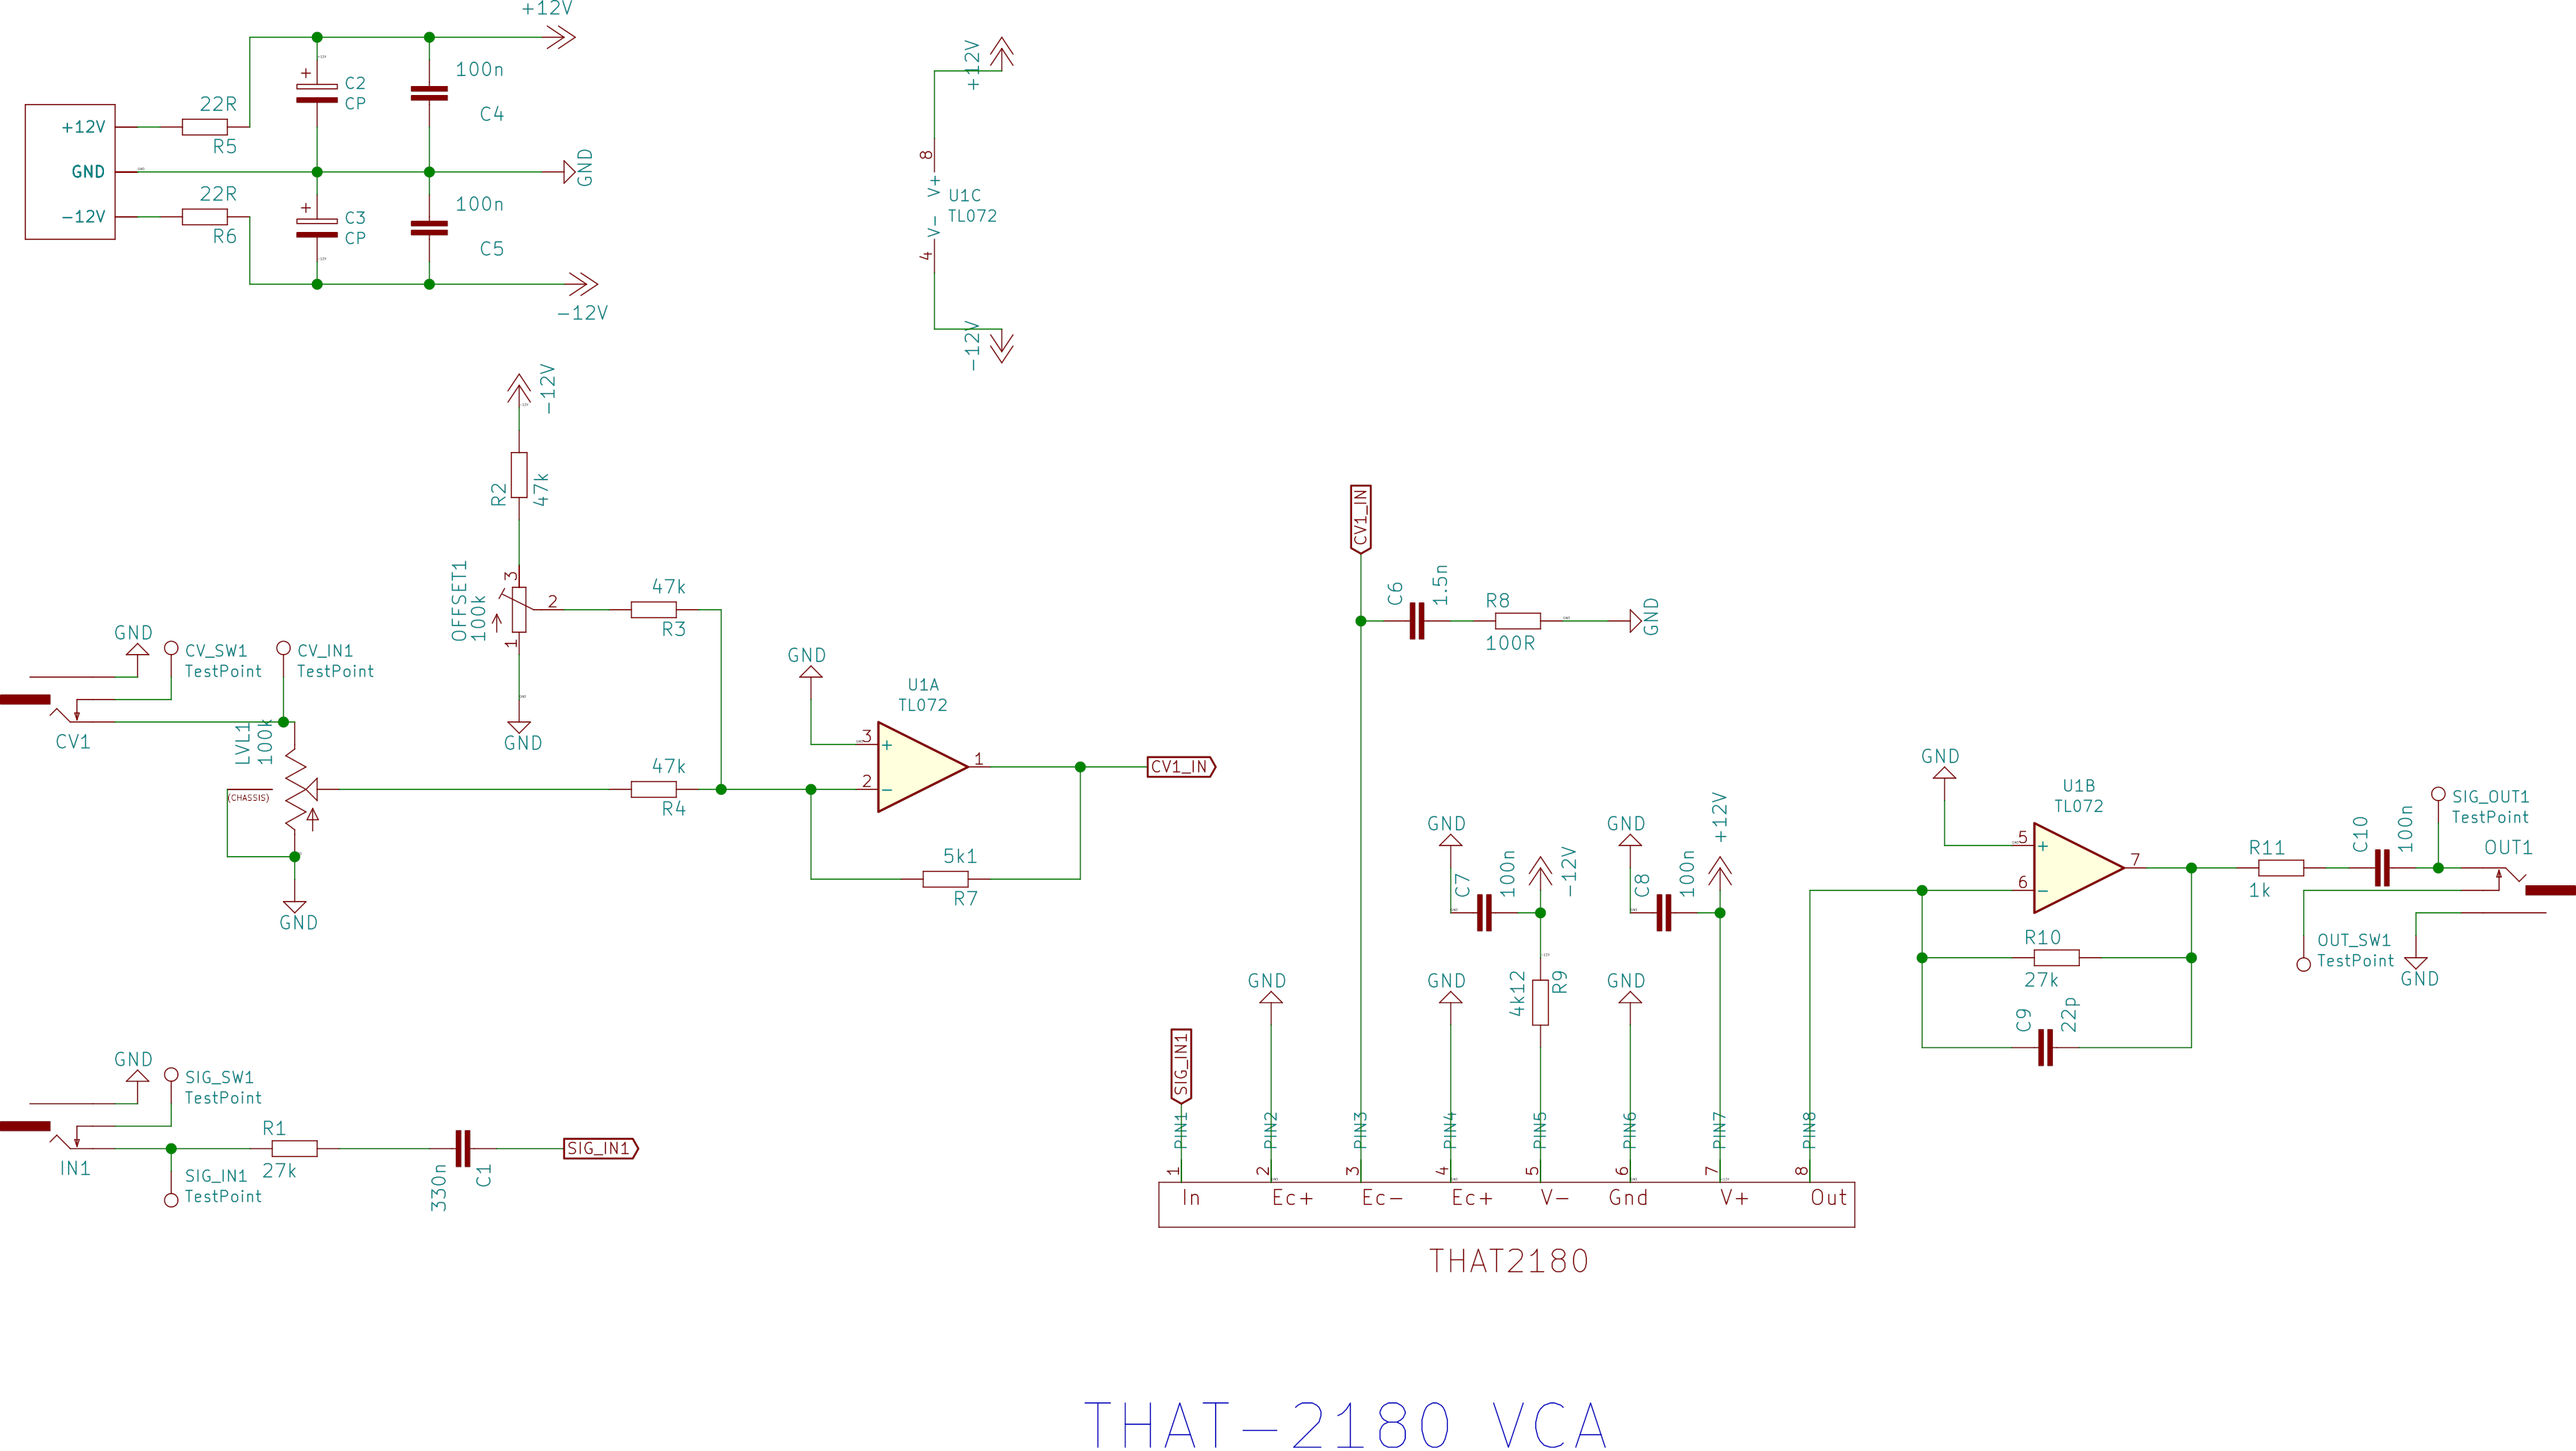 +12V
+12V
GND
-12V
22R
R5
22R
R6
C2
CP
100n
C4
GND
C3
CP
100n
C5
-12V
+12V
8
V+
U1C
TL072
V-
4
-12V
-12V
R2
47k
OFFSET1
100k
3
2
1
GND
47k
R3
GND
CV_SW1
TestPoint
CV_IN1
TestPoint
CV1
LVL1
100k
(CHASSIS)
GND
47k
R4
GND
U1A
TL072
3
+
2
-
1
CV1_IN
5k1
R7
GND
SIG_SW1
TestPoint
IN1
R1
27k
SIG_IN1
TestPoint
330n
C1
SIG_IN1
CV1_IN
C6
1.5n
R8
100R
GND
GND
C7
100n
-12V
GND
C8
100n
+12V
GND
GND
4k12
R9
GND
SIG_IN1
PIN1
PIN2
PIN3
PIN4
PIN5
PIN6
PIN7
PIN8
1
2
3
4
5
6
7
8
In
Ec+
Ec-
Ec+
V-
Gnd
V+
Out
THAT2180
GND
U1B
TL072
5
+
6
-
7
R10
27k
C9
22p
R11
1k
C10
100n
SIG_OUT1
TestPoint
OUT1
OUT_SW1
TestPoint
GND
THAT-2180 VCA